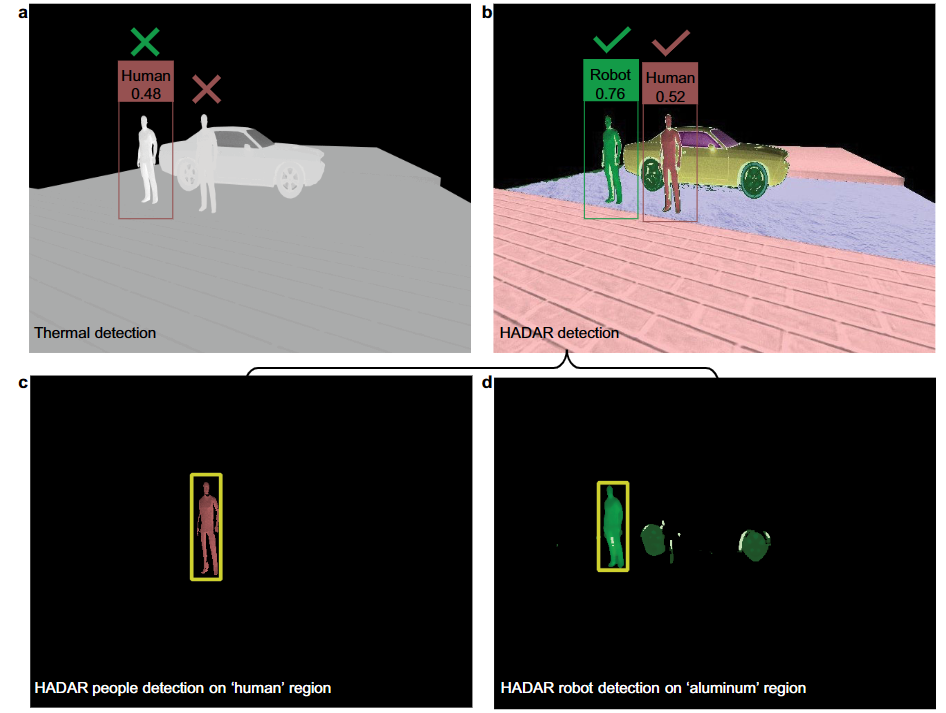 a
Human
0.48
Thermal detection
b
Robot
0.76
Human
0.52
HADAR detection
c
HADAR people detection on ‘human’ region
d
HADAR robot detection on ‘aluminum’ region